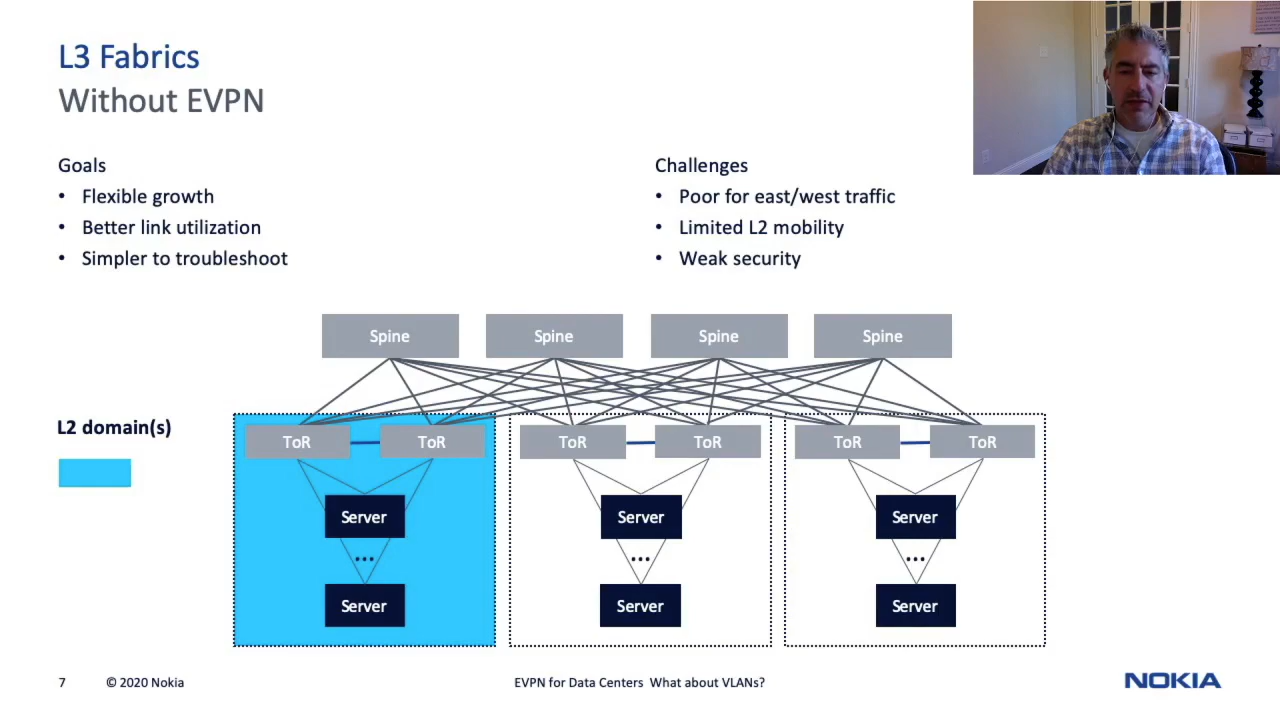 L3 Fabrics
Without EVPN
Goals
• Flexible growth
• Better link utilization
• Simpler to troubleshoot
Challenges
• Poor for east/west traffic
• Limited L2 mobility
• Weak security
Spine Spine Spine Spine
L2 domain(s)
ToR ToR ToR ToR ToR ToR
Server Server Server
... ... ...
Server Server Server
7 © 2020 Nokia EVPN for Data Centers What about VLANs? NOKIA